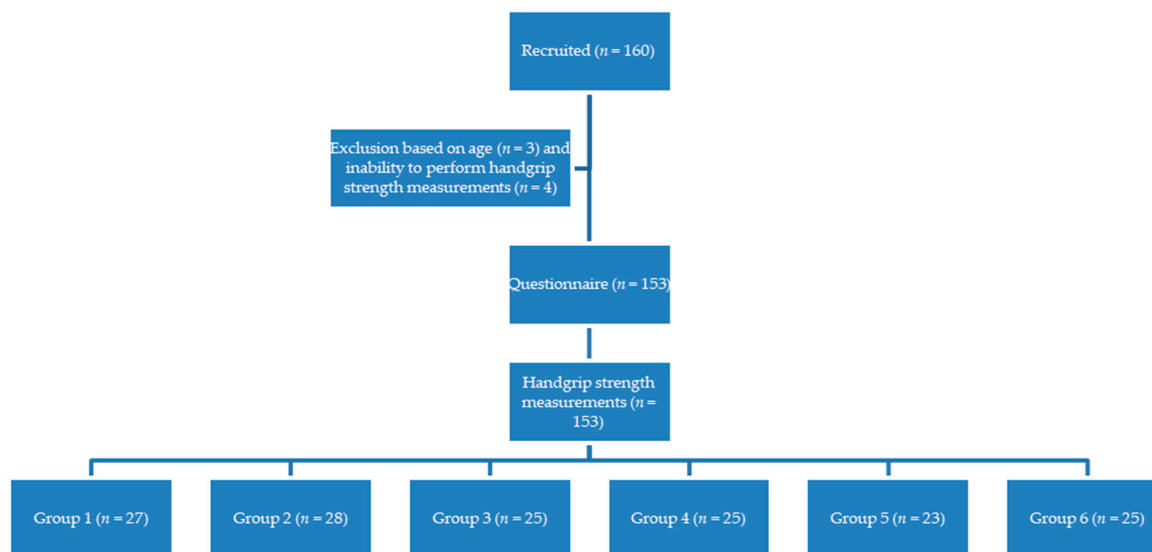 Recruited (n = 160)
Exclusion based on age (n = 3) and
inability to perform handgrip
strength measurements (n = 4)
Questionnaire (n = 153)
Handgrip strength
measurements (n =
153)
Group 1 (n = 27)
Group 2 (n = 28)
Group 3 (n = 25)
Group 4 (n = 25)
Group 5 (n = 23)
Group 6 (n = 25)